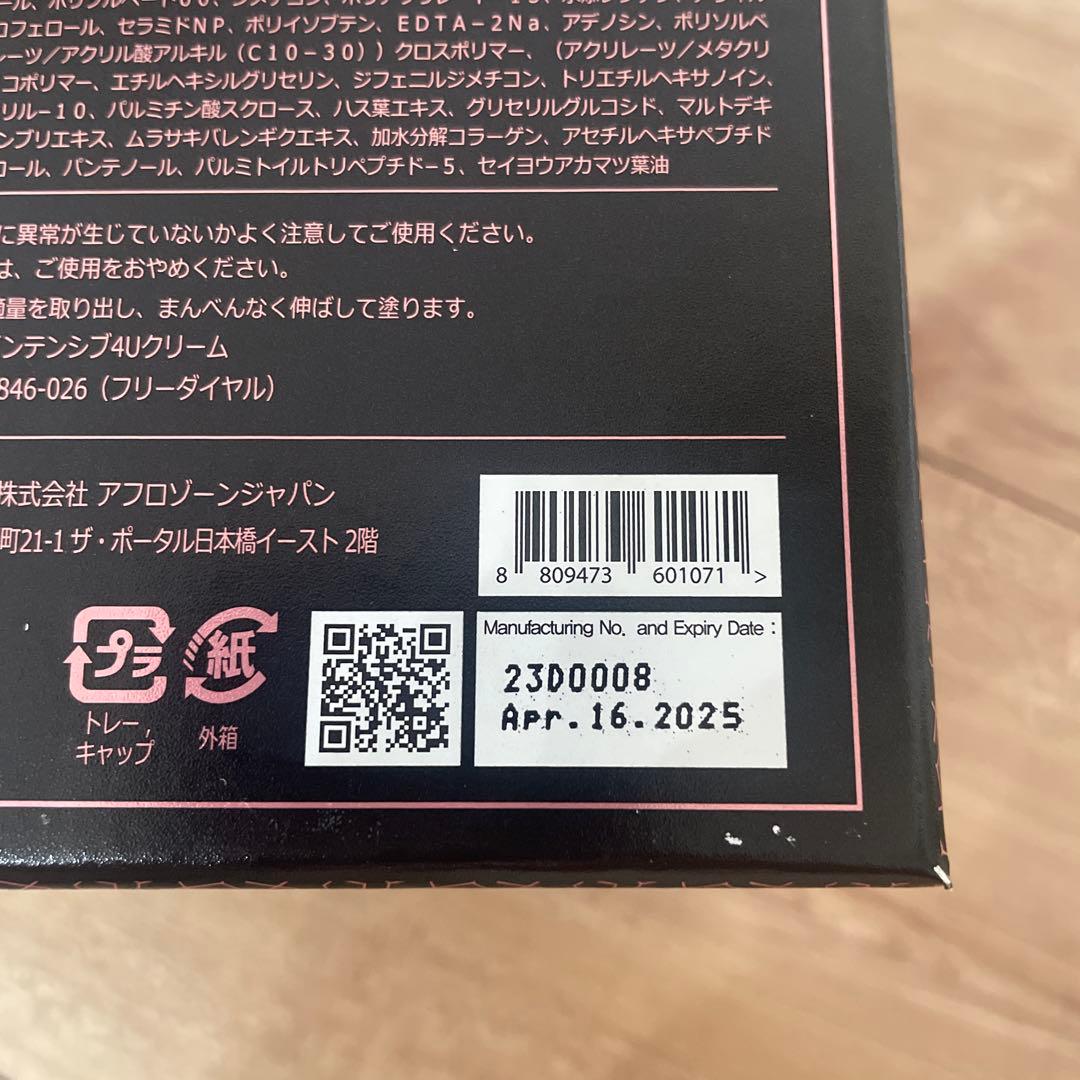 コフェロール、セラミドNP、ポリイソブテン、EDTA－2Na、アデノシン、ポリソルベ
レーツ／アクリル酸アルキル（C10－30））クロスポリマー、（アクリレーツ／メタクリ
コポリマー、エチルヘキシルグリセリン、ジフェニルジメチコン、トリエチルヘキサノイン、
リル－10、パルミチン酸スクロース、ハス葉エキス、グリセリルグルコシド、マルトデキ
ンブリエキス、ムラサキバレンギクエキス、加水分解コラーゲン、アセチルヘキサペプチド
コール、パンテノール、パルミトイルトリペプチド－5、セイヨウアカマツ葉油
に異常が生じていないかよく注意してご使用ください。
は、ご使用をおやめください。
適量を取り出し、まんべんなく伸ばして塗ります。
インテンシブ4Uクリーム
846-026（フリーダイヤル）
株式会社 アフロゾーンジャパン
町21-1 ザ・ポータル日本橋イースト 2階
8 809473 601071 >
プラ
トレー,
キャップ
紙
外箱
Manufacturing No. and Expiry Date :
23D0008
Apr.16.2025